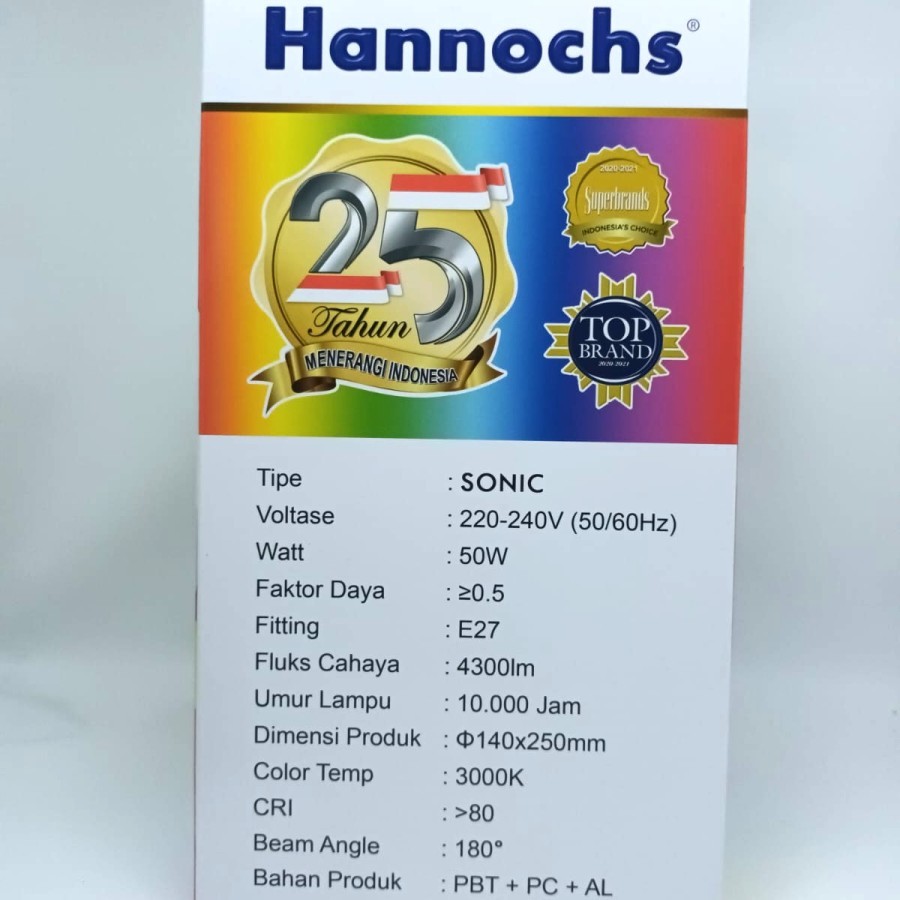 Hannochs®
25
Tahun
MENERANGI INDONESIA
2020-2021
Superbrands
INDONESIA'S CHOICE
TOP
BRAND
2020-2021
Tipe : SONIC
Voltase : 220-240V (50/60Hz)
Watt : 50W
Faktor Daya : ≥0.5
Fitting : E27
Fluks Cahaya : 4300lm
Umur Lampu : 10.000 Jam
Dimensi Produk : Φ140x250mm
Color Temp : 3000K
CRI : >80
Beam Angle : 180°
Bahan Produk : PBT + PC + AL